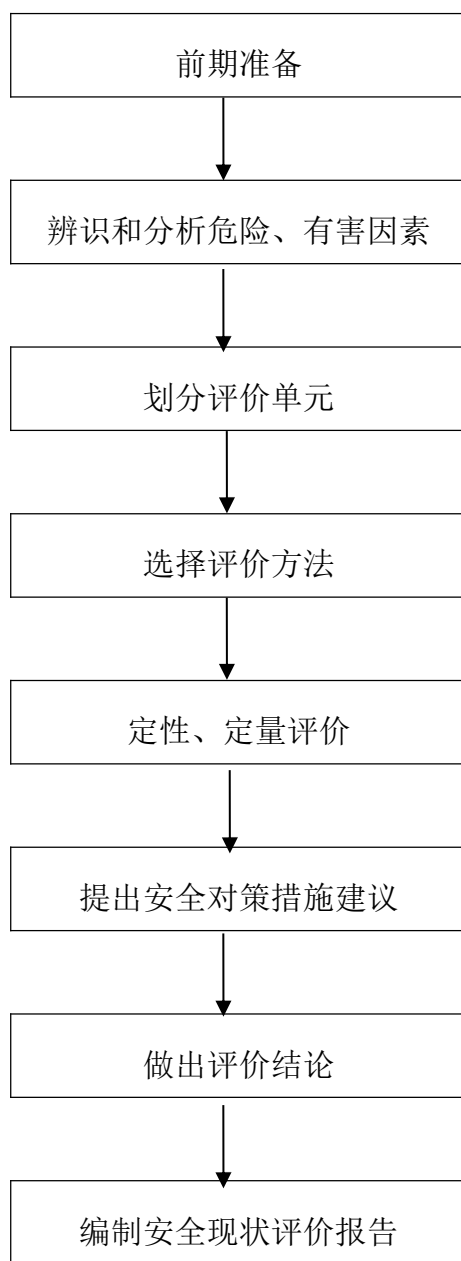 前期准备
辨识和分析危险、有害因素
划分评价单元
选择评价方法
定性、定量评价
提出安全对策措施建议
做出评价结论
编制安全现状评价报告